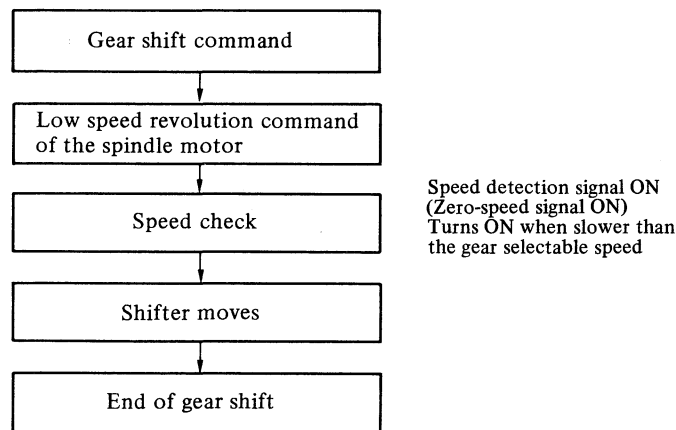 Gear shift command
Low speed revolution command
of the spindle motor
Speed check
Speed detection signal ON
(Zero-speed signal ON)
Turns ON when slower than
the gear selectable speed
Shifter moves
End of gear shift